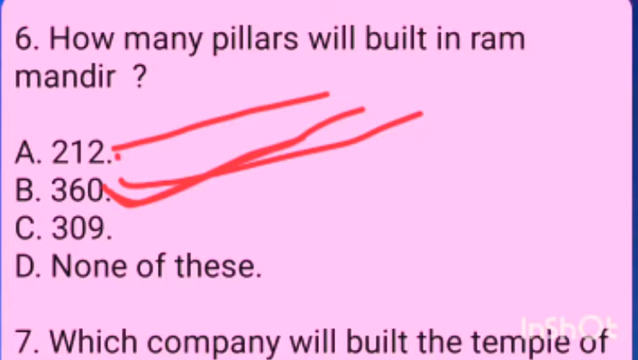 6. How many pillars will built in ram
mandir ?
A. 212.
B. 360.
C. 309.
D. None of these.
7. Which company will built the temple of
InShOt